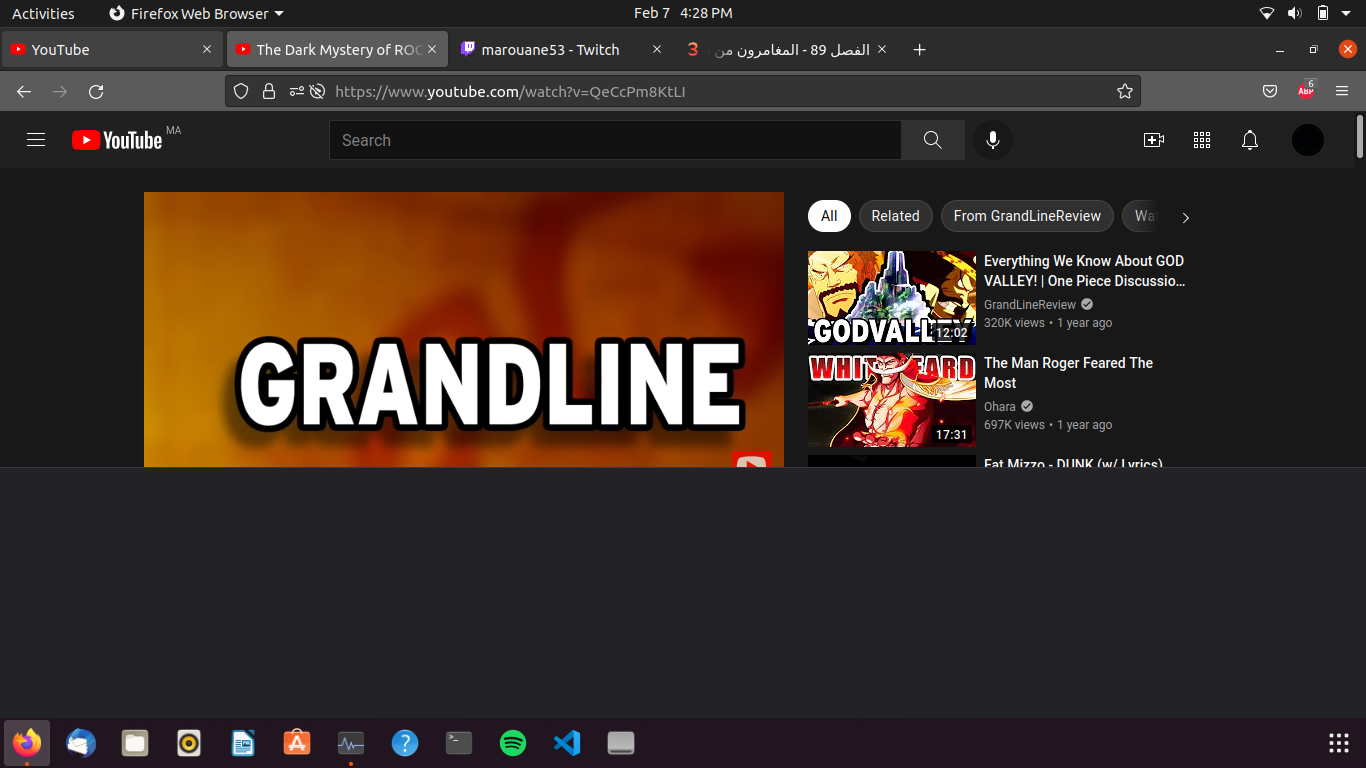 Activities
Firefox Web Browser
Feb 7 4:28 PM
YouTube
The Dark Mystery of ROC
marouane53 - Twitch
الفصل 89 - المغامرون من
https://www.youtube.com/watch?v=QeCcPm8KtLI
6
ABP
YouTube MA
Search
GRANDLINE
All
Related
From GrandLineReview
Wa
GODVALLEY
12:02
Everything We Know About GOD
VALLEY! | One Piece Discussio...
GrandLineReview
320K views • 1 year ago
17:31
The Man Roger Feared The
Most
Ohara
697K views • 1 year ago
Fat Mizzo - DUNK (w/ Lyrics)